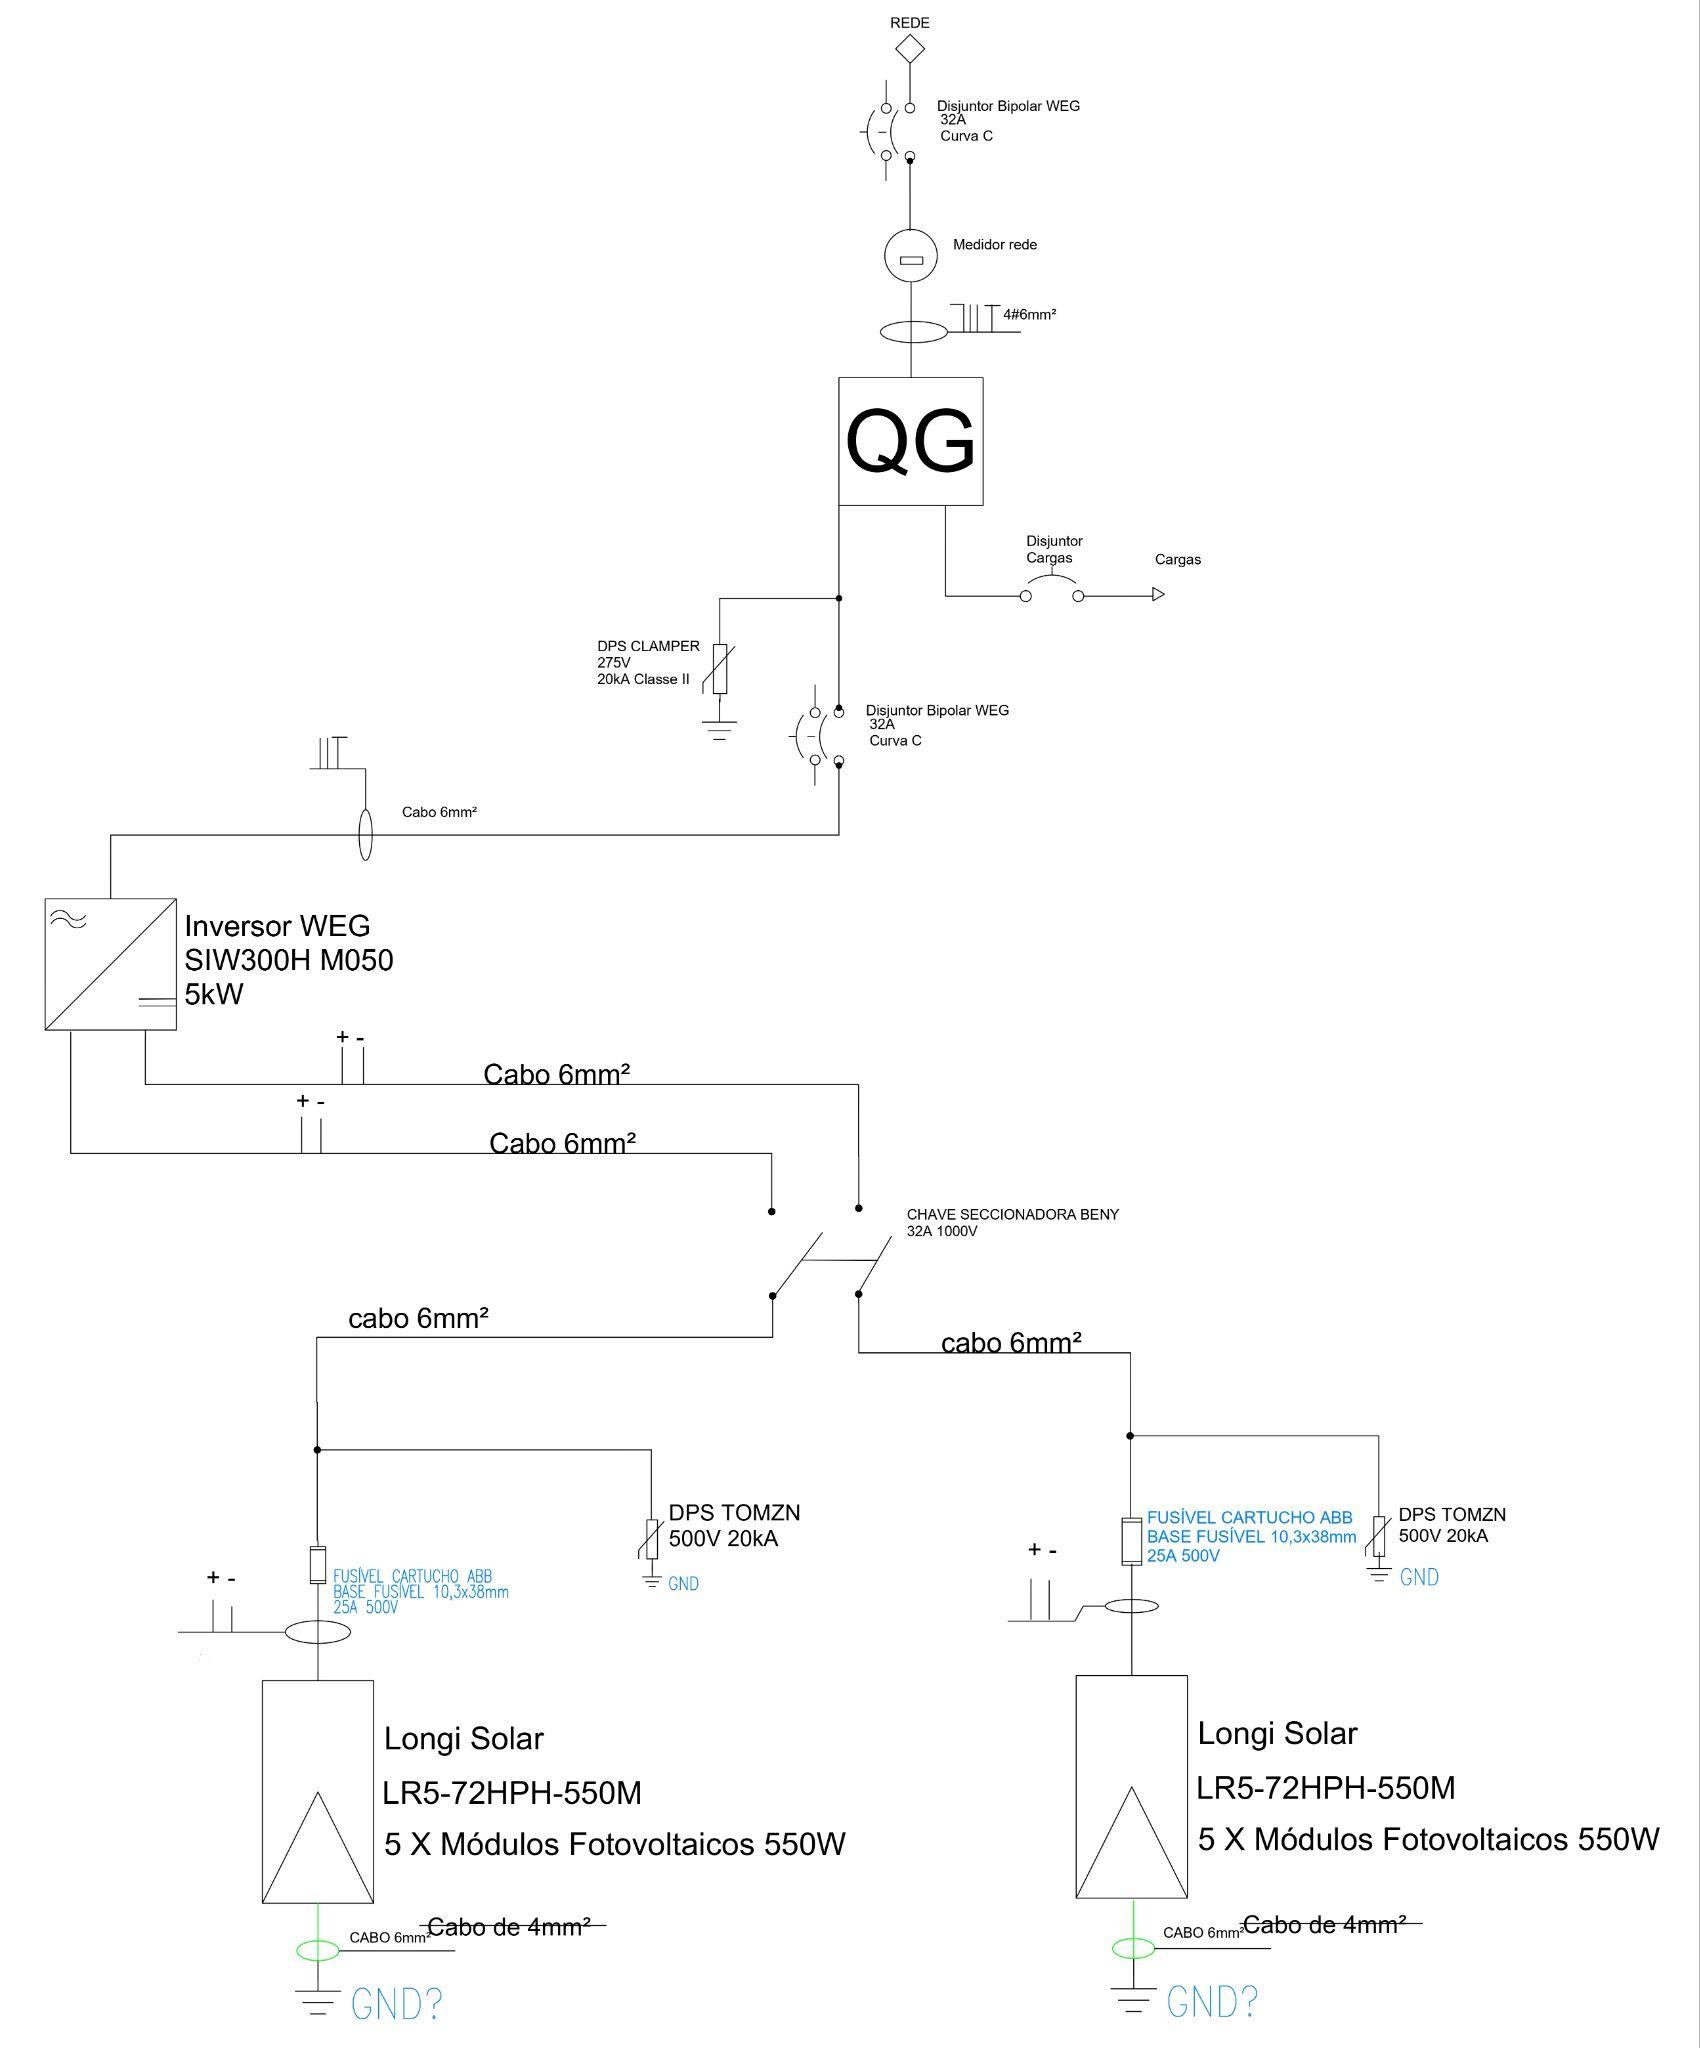 REDE
Disjuntor Bipolar WEG
32A
Curva C
Medidor rede
4#6mm²
QG
Disjuntor
Cargas
Cargas
DPS CLAMPER
275V
20kA Classe II
Disjuntor Bipolar WEG
32A
Curva C
Cabo 6mm²
Inversor WEG
SIW300H M050
5kW
+ -
Cabo 6mm²
+ -
Cabo 6mm²
CHAVE SECCIONADORA BENY
32A 1000V
cabo 6mm²
cabo 6mm²
DPS TOMZN
500V 20kA
GND
FUSÍVEL CARTUCHO ABB
BASE FUSÍVEL 10,3x38mm
25A 500V
+ -
FUSÍVEL CARTUCHO ABB
BASE FUSÍVEL 10,3x38mm
25A 500V
DPS TOMZN
500V 20kA
GND
+ -
Longi Solar
LR5-72HPH-550M
5 X Módulos Fotovoltaicos 550W
Longi Solar
LR5-72HPH-550M
5 X Módulos Fotovoltaicos 550W
CABO 6mm² Cabo de 4mm²
GND?
CABO 6mm² Cabo de 4mm²
GND?